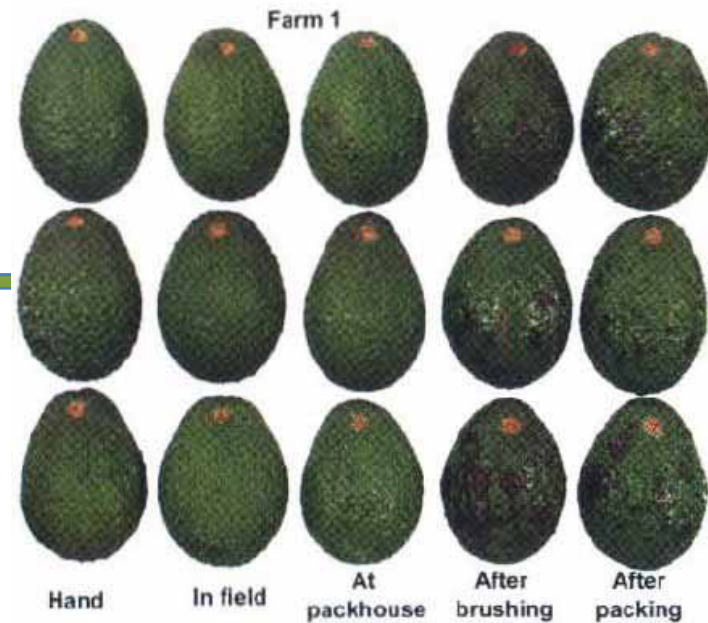 Farm 1
Hand
In field
At
packhouse
After
brushing
After
packing